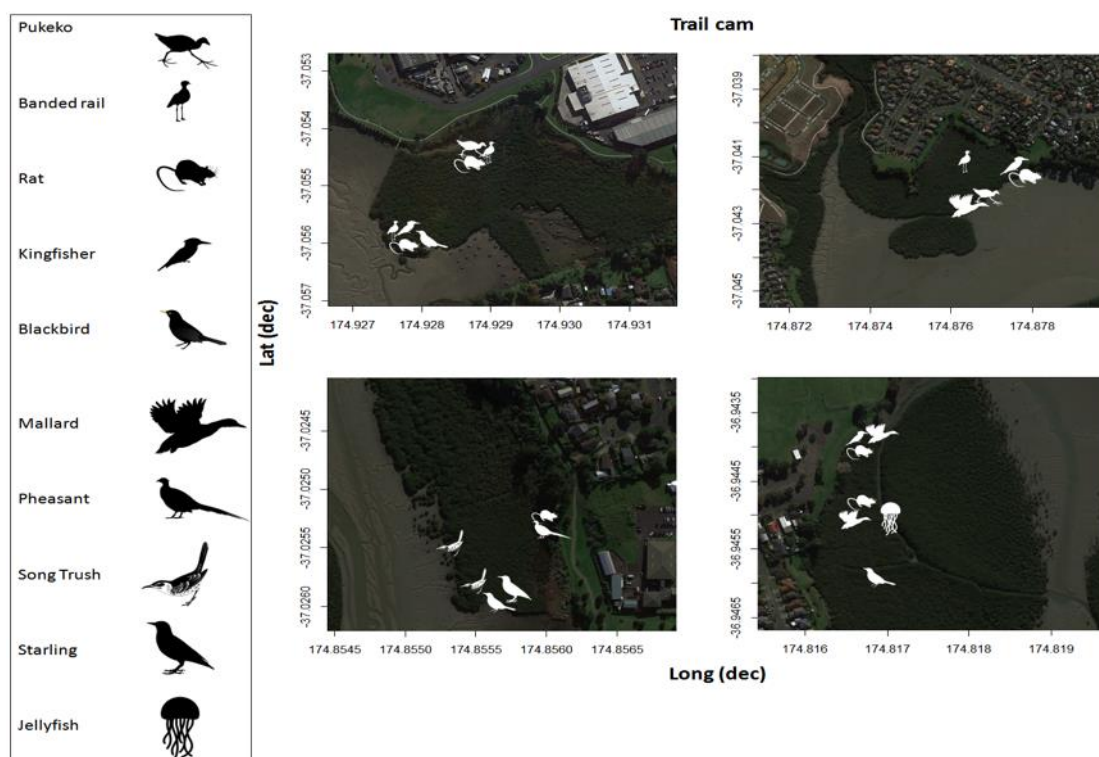 Pukeko
Banded rail
Rat
Kingfisher
Blackbird
Mallard
Pheasant
Song Trush
Starling
Jellyfish
Trail cam
Lat (dec)
-37.053
-37.054
-37.055
-37.056
-37.057
174.927 174.928 174.929 174.930 174.931
-37.039
-37.041
-37.043
-37.045
174.872 174.874 174.876 174.878
-37.0245
-37.0250
-37.0255
-37.0260
174.8545 174.8550 174.8555 174.8560 174.8565
-36.9435
-36.9445
-36.9455
-36.9465
174.816 174.817 174.818 174.819
Long (dec)